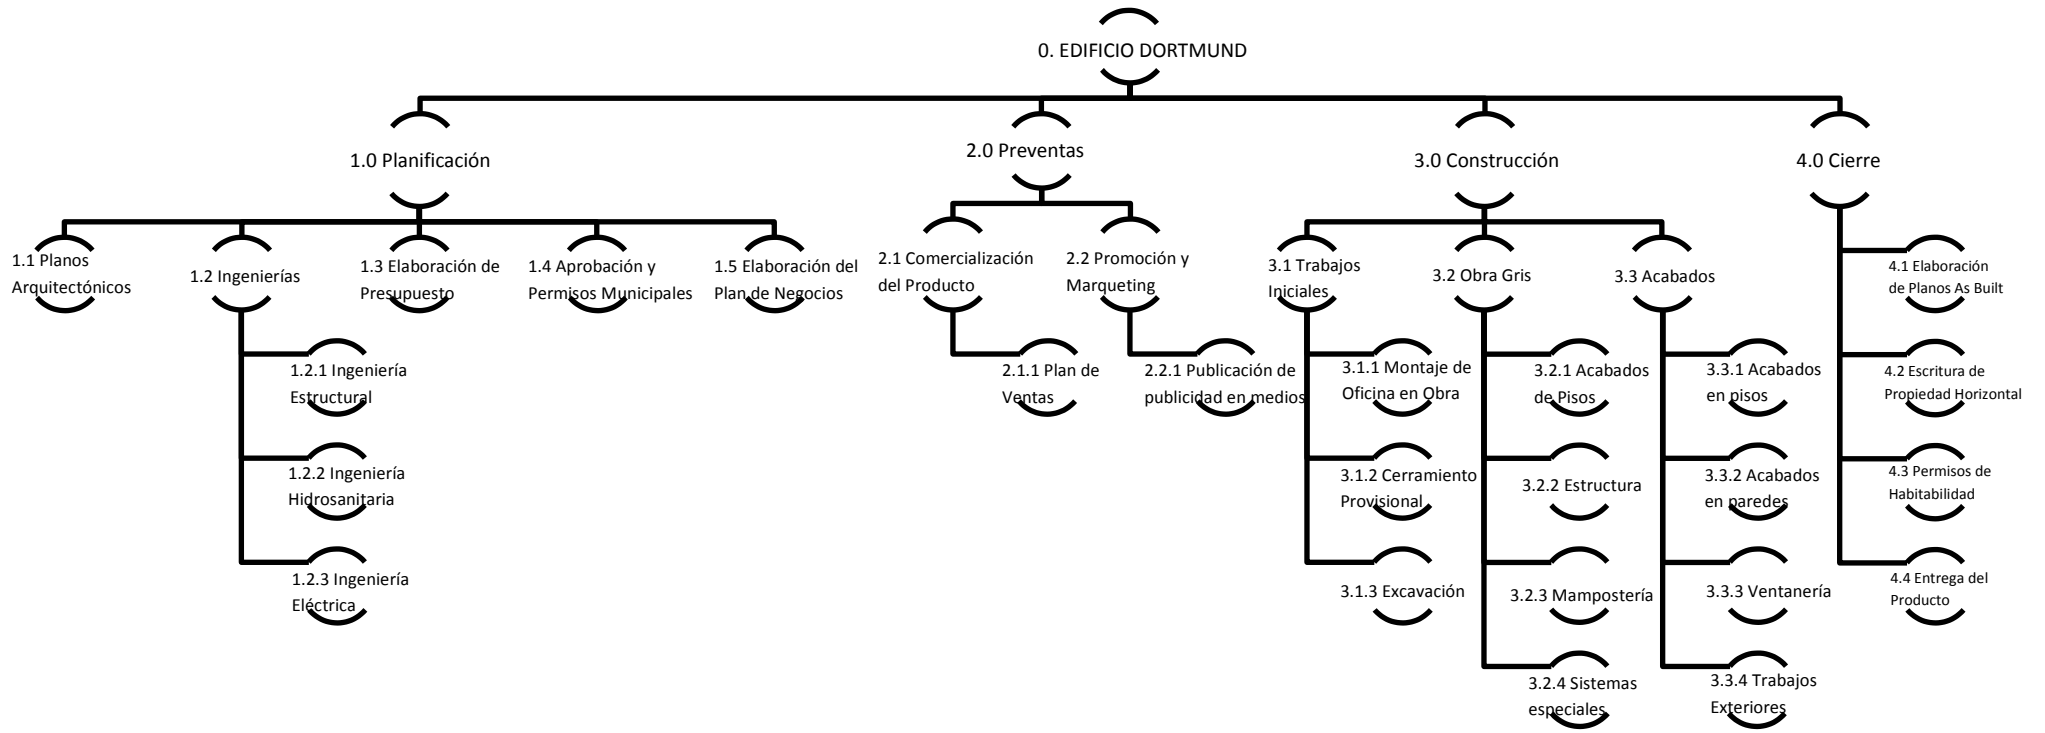 0. EDIFICIO DORTMUND
1.0 Planificación
2.0 Preventas
3.0 Construcción
4.0 Cierre
1.1 Planos
Arquitectónicos
1.2 Ingenierías
1.3 Elaboración de
Presupuesto
1.4 Aprobación y
Permisos Municipales
1.5 Elaboración del
Plan de Negocios
2.1 Comercialización
del Producto
2.2 Promoción y
Marqueting
3.1 Trabajos
Iniciales
3.2 Obra Gris
3.3 Acabados
4.1 Elaboración
de Planos As Built
1.2.1 Ingeniería
Estructural
2.1.1 Plan de
Ventas
2.2.1 Publicación de
publicidad en medios
3.1.1 Montaje de
Oficina en Obra
3.2.1 Acabados
de Pisos
3.3.1 Acabados
en pisos
4.2 Escritura de
Propiedad Horizontal
1.2.2 Ingeniería
Hidrosanitaria
3.1.2 Cerramiento
Provisional
3.2.2 Estructura
3.3.2 Acabados
en paredes
4.3 Permisos de
Habitabilidad
1.2.3 Ingeniería
Eléctrica
3.1.3 Excavación
3.2.3 Mampostería
3.3.3 Ventanería
4.4 Entrega del
Producto
3.2.4 Sistemas
especiales
3.3.4 Trabajos
Exteriores